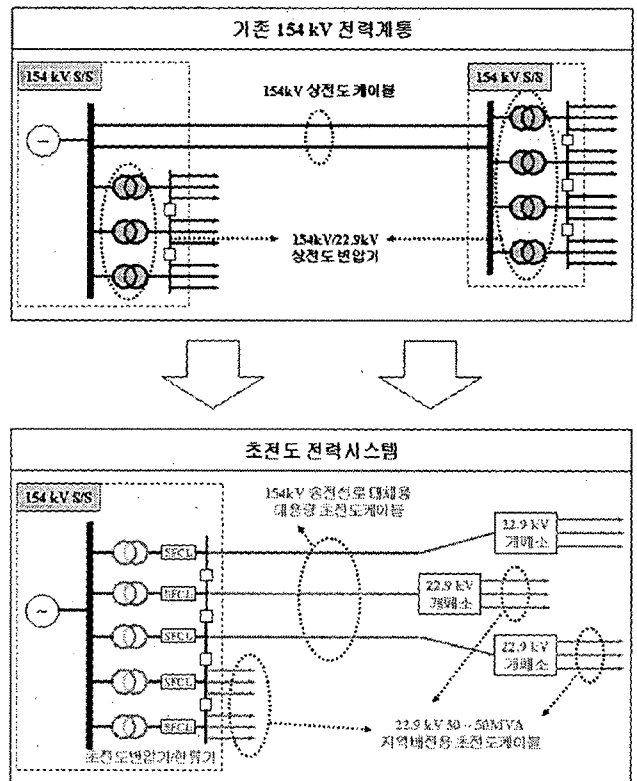 기존 154 kV 전력계통
154 kV S/S
154kV 상전도케이블
154 kV S/S
154kV/22.9kV
상전도 변압기
초전도 전력시스템
154 kV S/S
154kV 송전선로 대체용
대용량 초전도케이블
22.9 kV
개폐소
SFCL
SFCL
22.9 kV
개폐소
SFCL
22.9 kV
개폐소
SFCL
SFCL
초전도변압기/한류기
22.9 kV 30 ~ 50MVA
지역배전용 초전도케이블